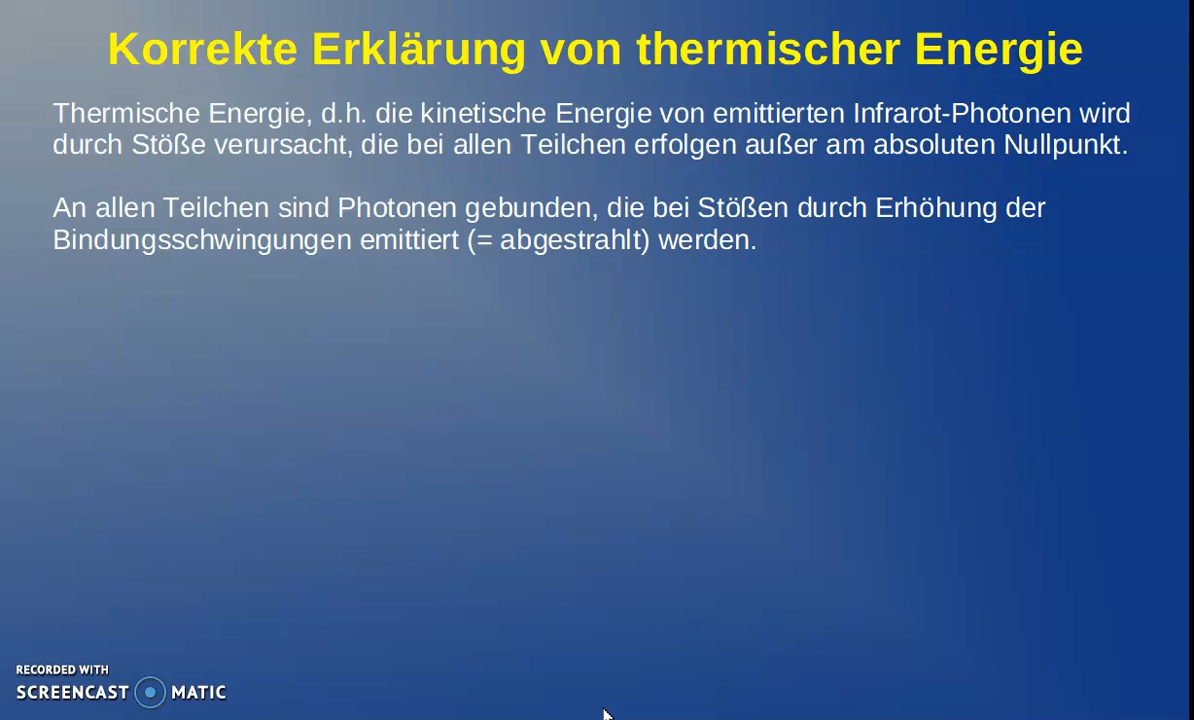 Korrekte Erklärung von thermischer Energie
Thermische Energie, d.h. die kinetische Energie von emittierten Infrarot-Photonen wird
durch Stöße verursacht, die bei allen Teilchen erfolgen außer am absoluten Nullpunkt.
An allen Teilchen sind Photonen gebunden, die bei Stößen durch Erhöhung der
Bindungsschwingungen emittiert (= abgestrahlt) werden.
RECORDED WITH
SCREENCAST MATIC